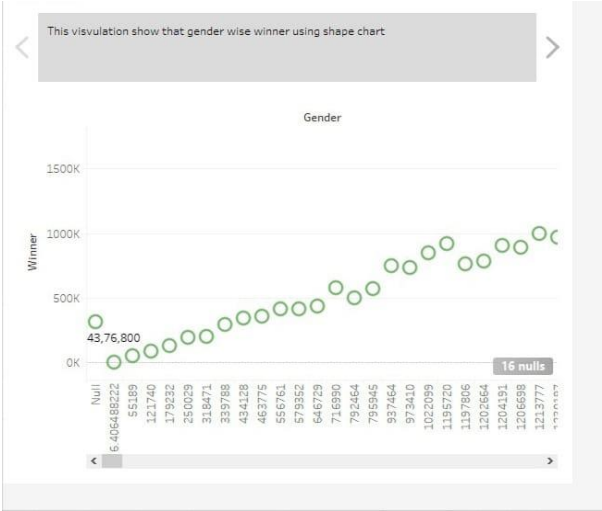 This visvulation show that gender wise winner using shape chart
Gender
1500K
1000K
Winner
500K
43,76,800
0K
16 nulls
Null
6.406488222
55189
121740
179232
250029
318471
339788
434128
463775
556761
579352
646729
716990
792464
795945
937464
973410
1022099
1195720
1197806
1202664
1204191
1206698
1213777